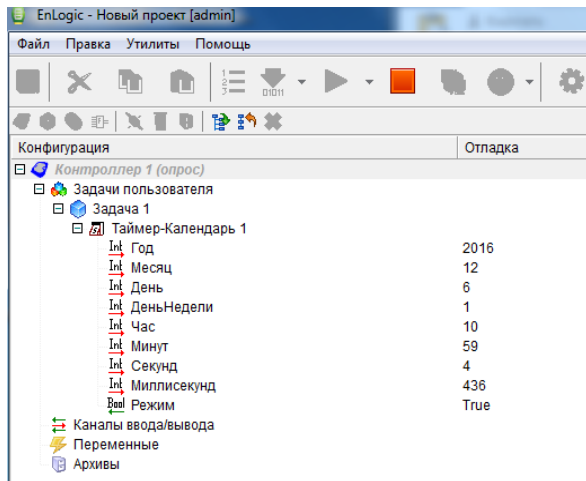 EnLogic - Новый проект [admin]
Файл Правка Утилиты Помощь
Конфигурация Отладка
Контроллер 1 (опрос)
Задачи пользователя
Задача 1
Таймер-Календарь 1
Int Год 2016
Int Месяц 12
Int День 6
Int ДеньНедели 1
Int Час 10
Int Минут 59
Int Секунд 4
Int Миллисекунд 436
Bool Режим True
Каналы ввода/вывода
Переменные
Архивы